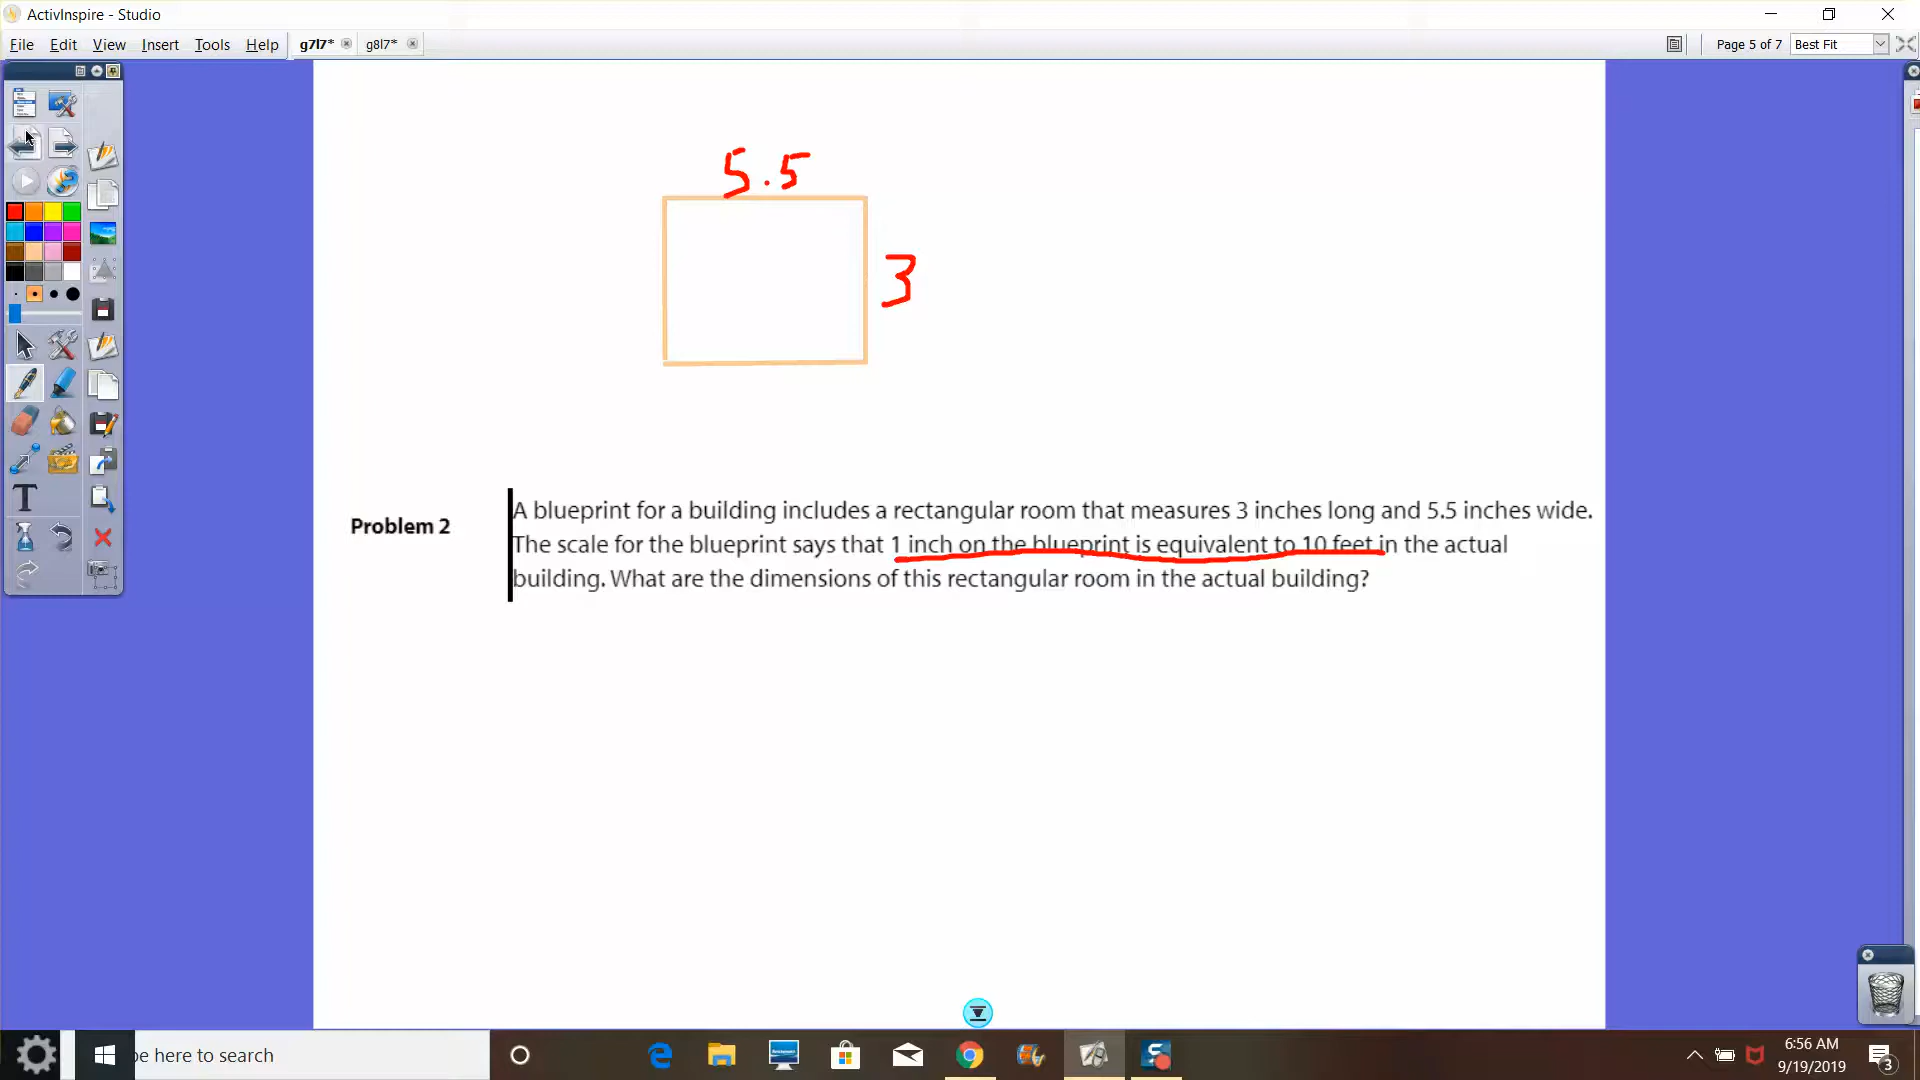 ActivInspire - Studio
File Edit View Insert Tools Help g7l7* g8l7* Page 5 of 7 Best Fit
5.5
3
Problem 2
A blueprint for a building includes a rectangular room that measures 3 inches long and 5.5 inches wide.
The scale for the blueprint says that 1 inch on the blueprint is equivalent to 10 feet in the actual
building. What are the dimensions of this rectangular room in the actual building?
T
be here to search
6:56 AM
9/19/2019
3